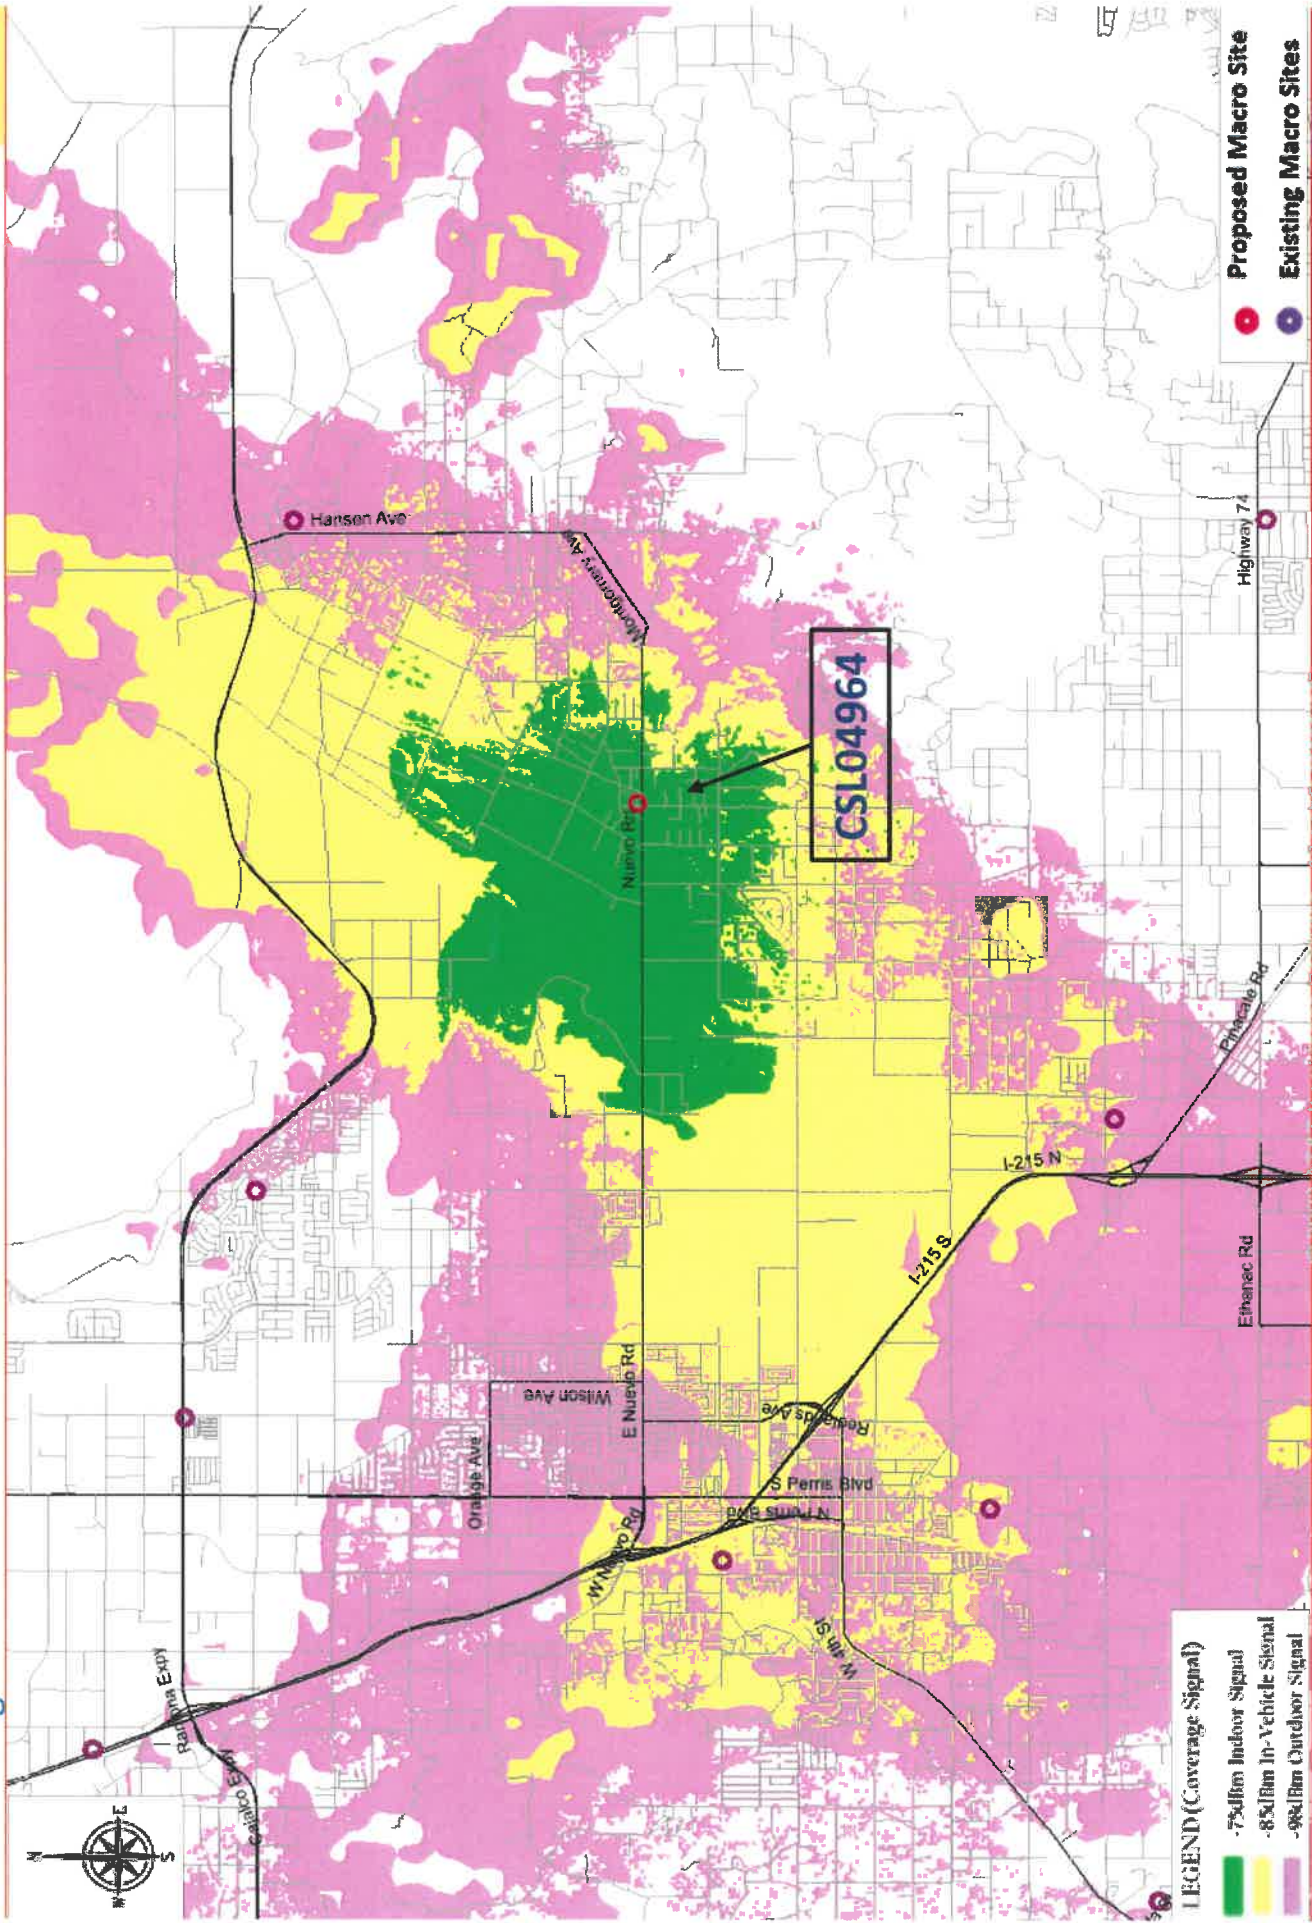 N
W
E
S
Ramona Expy
Cajalco Expy
Orange Ave
Wilson Ave
E Nuevo Rd
W Nuevo Rd
Redlands Ave
S Perris Blvd
N Perris Blvd
W 4th St
I-215 S
I-215 N
Ethanac Rd
Pinacate Rd
Highway 74
Hansen Ave
Montgomery Ave
Nuevo Rd
CSL04964
LEGEND(Coverage Signal)
-75dBm Indoor Signal
-85dBm In-Vehicle Signal
-98dBm Outdoor Signal
Proposed Macro Site
Existing Macro Sites